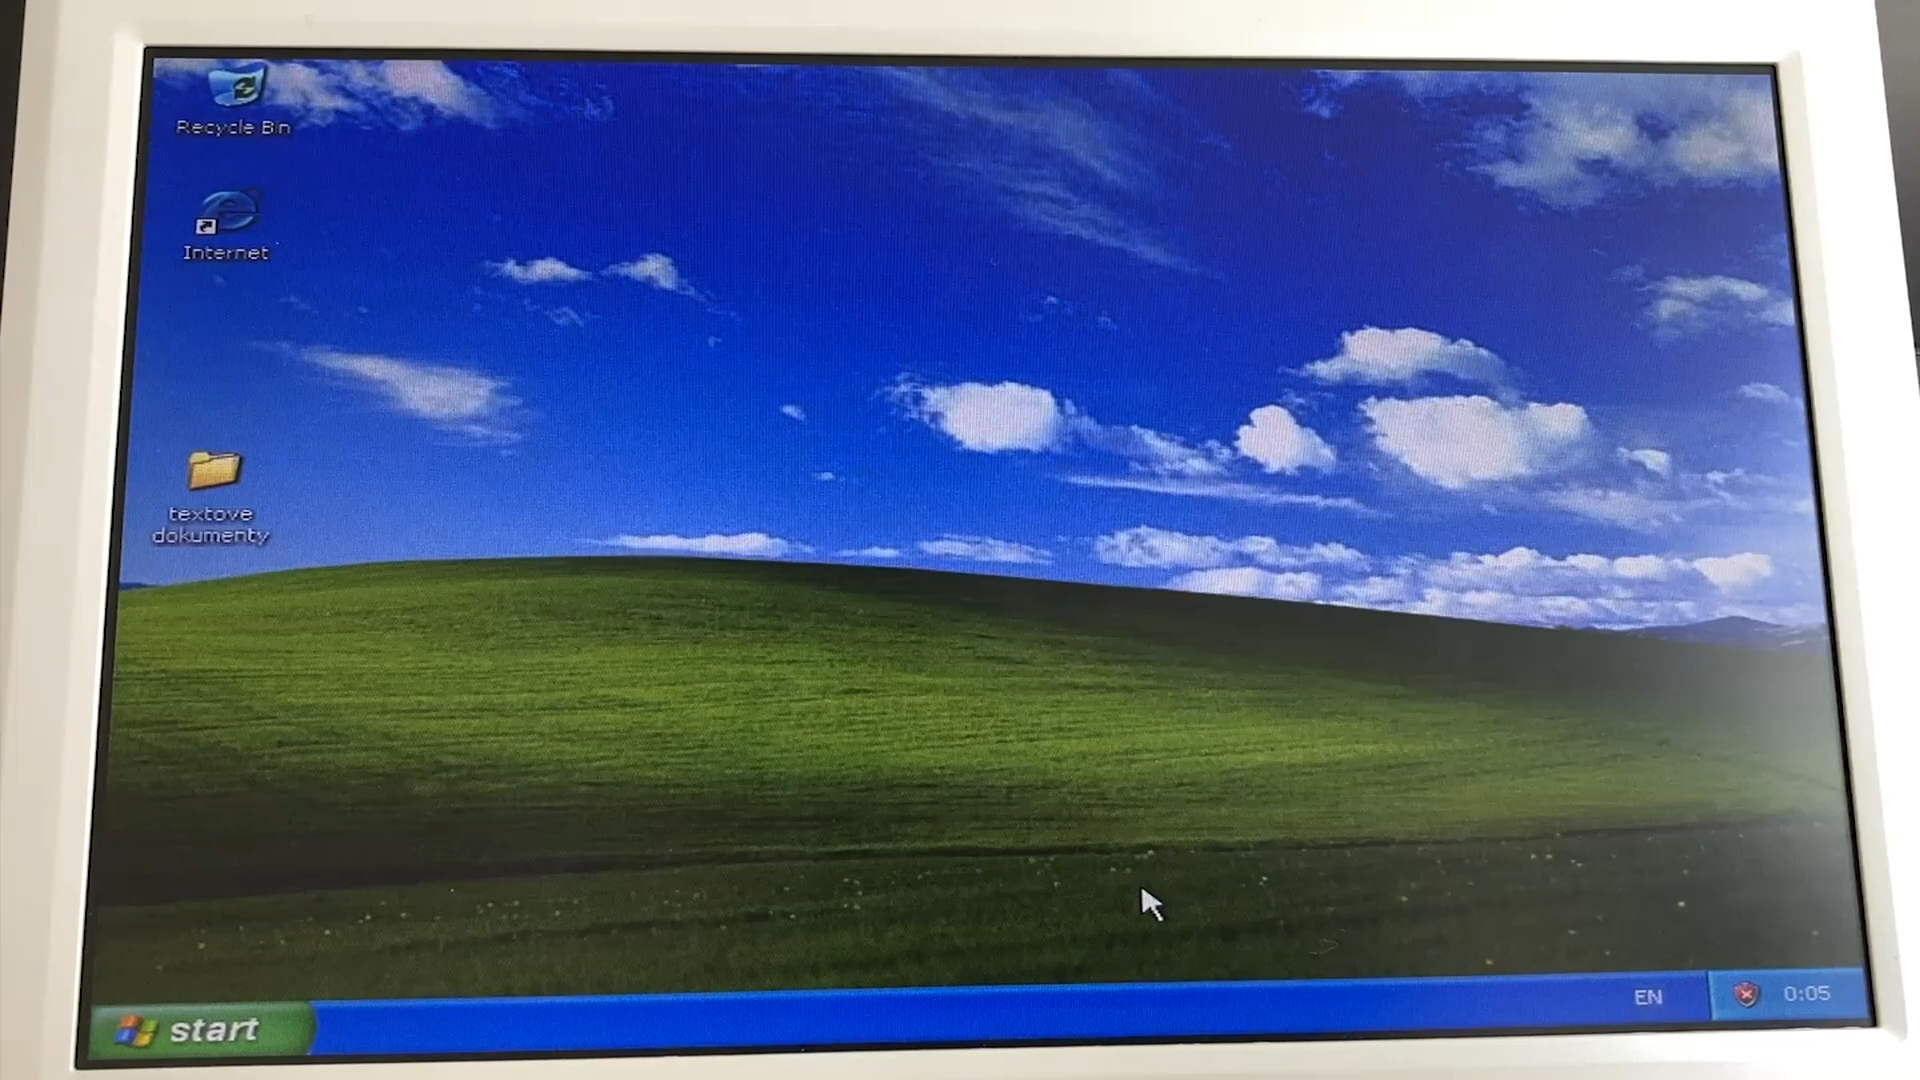 Recycle Bin
Internet
textove
dokumenty
start
EN
0:05